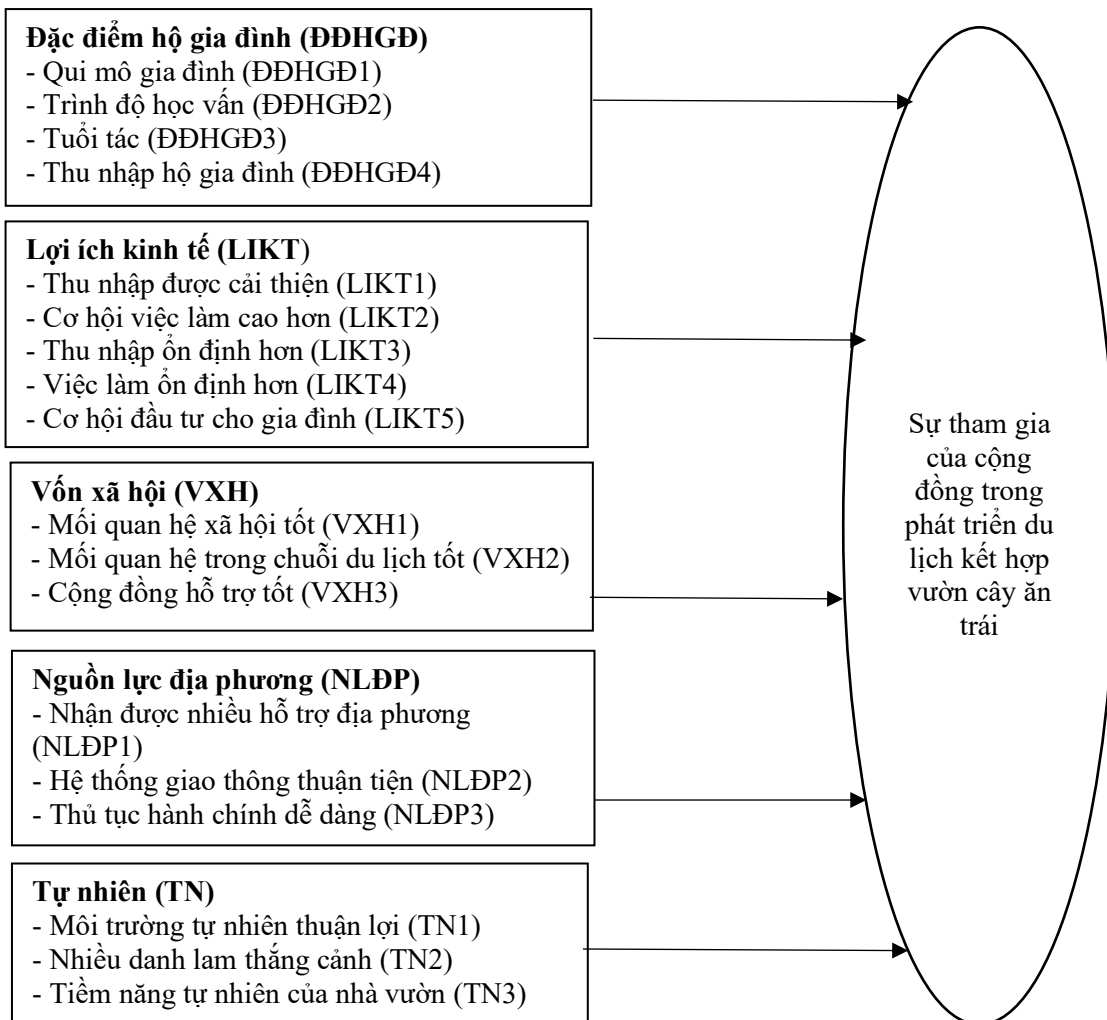 Đặc điểm hộ gia đình (ĐĐHGĐ)
- Qui mô gia đình (ĐĐHGĐ1)
- Trình độ học vấn (ĐĐHGĐ2)
- Tuổi tác (ĐĐHGĐ3)
- Thu nhập hộ gia đình (ĐĐHGĐ4)
Lợi ích kinh tế (LIKT)
- Thu nhập được cải thiện (LIKT1)
- Cơ hội việc làm cao hơn (LIKT2)
- Thu nhập ổn định hơn (LIKT3)
- Việc làm ổn định hơn (LIKT4)
- Cơ hội đầu tư cho gia đình (LIKT5)
Vốn xã hội (VXH)
- Mối quan hệ xã hội tốt (VXH1)
- Mối quan hệ trong chuỗi du lịch tốt (VXH2)
- Cộng đồng hỗ trợ tốt (VXH3)
Nguồn lực địa phương (NLĐP)
- Nhận được nhiều hỗ trợ địa phương
(NLĐP1)
- Hệ thống giao thông thuận tiện (NLĐP2)
- Thủ tục hành chính dễ dàng (NLĐP3)
Tự nhiên (TN)
- Môi trường tự nhiên thuận lợi (TN1)
- Nhiều danh lam thắng cảnh (TN2)
- Tiềm năng tự nhiên của nhà vườn (TN3)
Sự tham gia
của cộng
đồng trong
phát triển du
lịch kết hợp
vườn cây ăn
trái